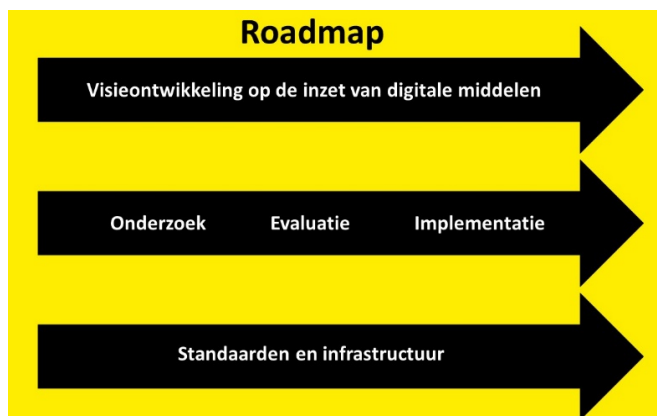 Roadmap
Visieontwikkeling op de inzet van digitale middelen
Onderzoek Evaluatie Implementatie
Standaarden en infrastructuur